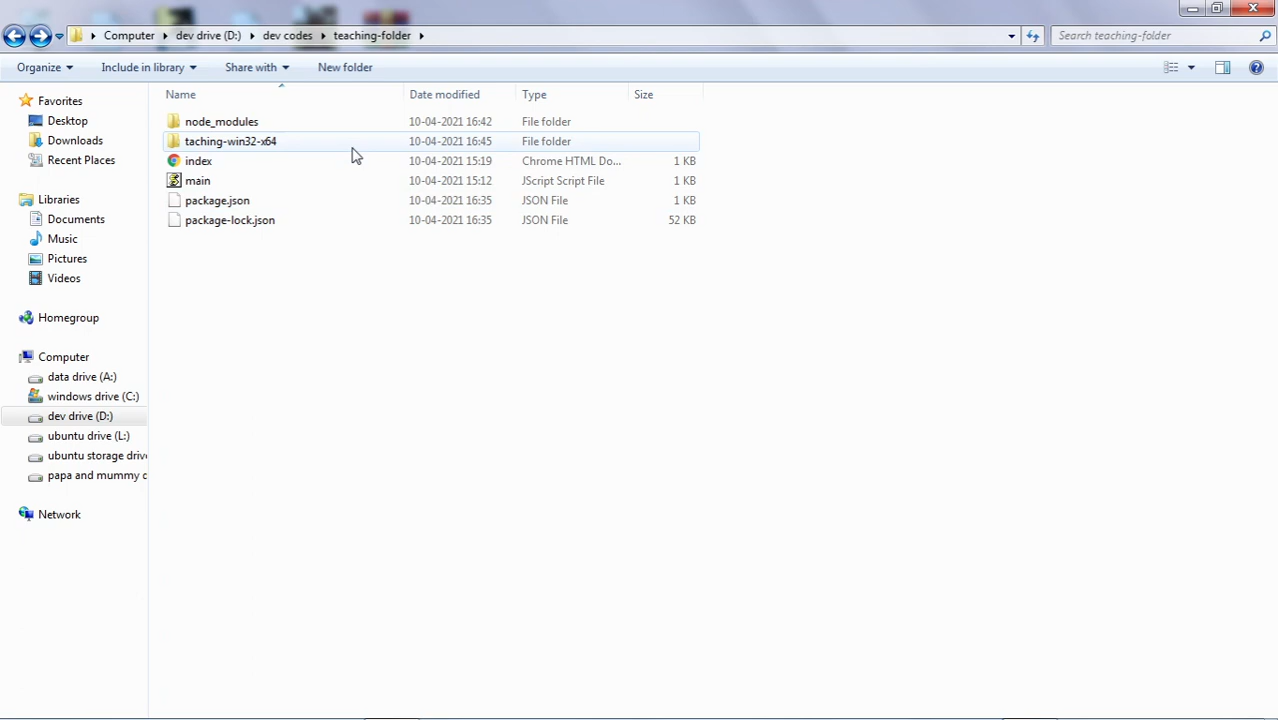 Computer dev drive (D:) dev codes teaching-folder
Search teaching-folder
Organize Include in library Share with New folder
Name Date modified Type Size
node_modules 10-04-2021 16:42 File folder
taching-win32-x64 10-04-2021 16:45 File folder
index 10-04-2021 15:19 Chrome HTML Do... 1 KB
main 10-04-2021 15:12 JScript Script File 1 KB
package.json 10-04-2021 16:35 JSON File 1 KB
package-lock.json 10-04-2021 16:35 JSON File 52 KB
Favorites
Desktop
Downloads
Recent Places
Libraries
Documents
Music
Pictures
Videos
Homegroup
Computer
data drive (A:)
windows drive (C:)
dev drive (D:)
ubuntu drive (L:)
ubuntu storage driv
papa and mummy d
Network